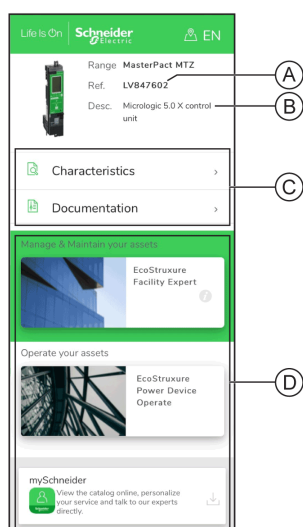 Life Is On Schneider Electric EN
Range MasterPact MTZ
Ref. LV847602
Desc. Micrologic 5.0 X control
unit
A
B
Characteristics
Documentation
C
Manage & Maintain your assets
EcoStruxure
Facility Expert
Operate your assets
EcoStruxure
Power Device
Operate
D
mySchneider
View the catalog online, personalize
your service and talk to our experts
directly.